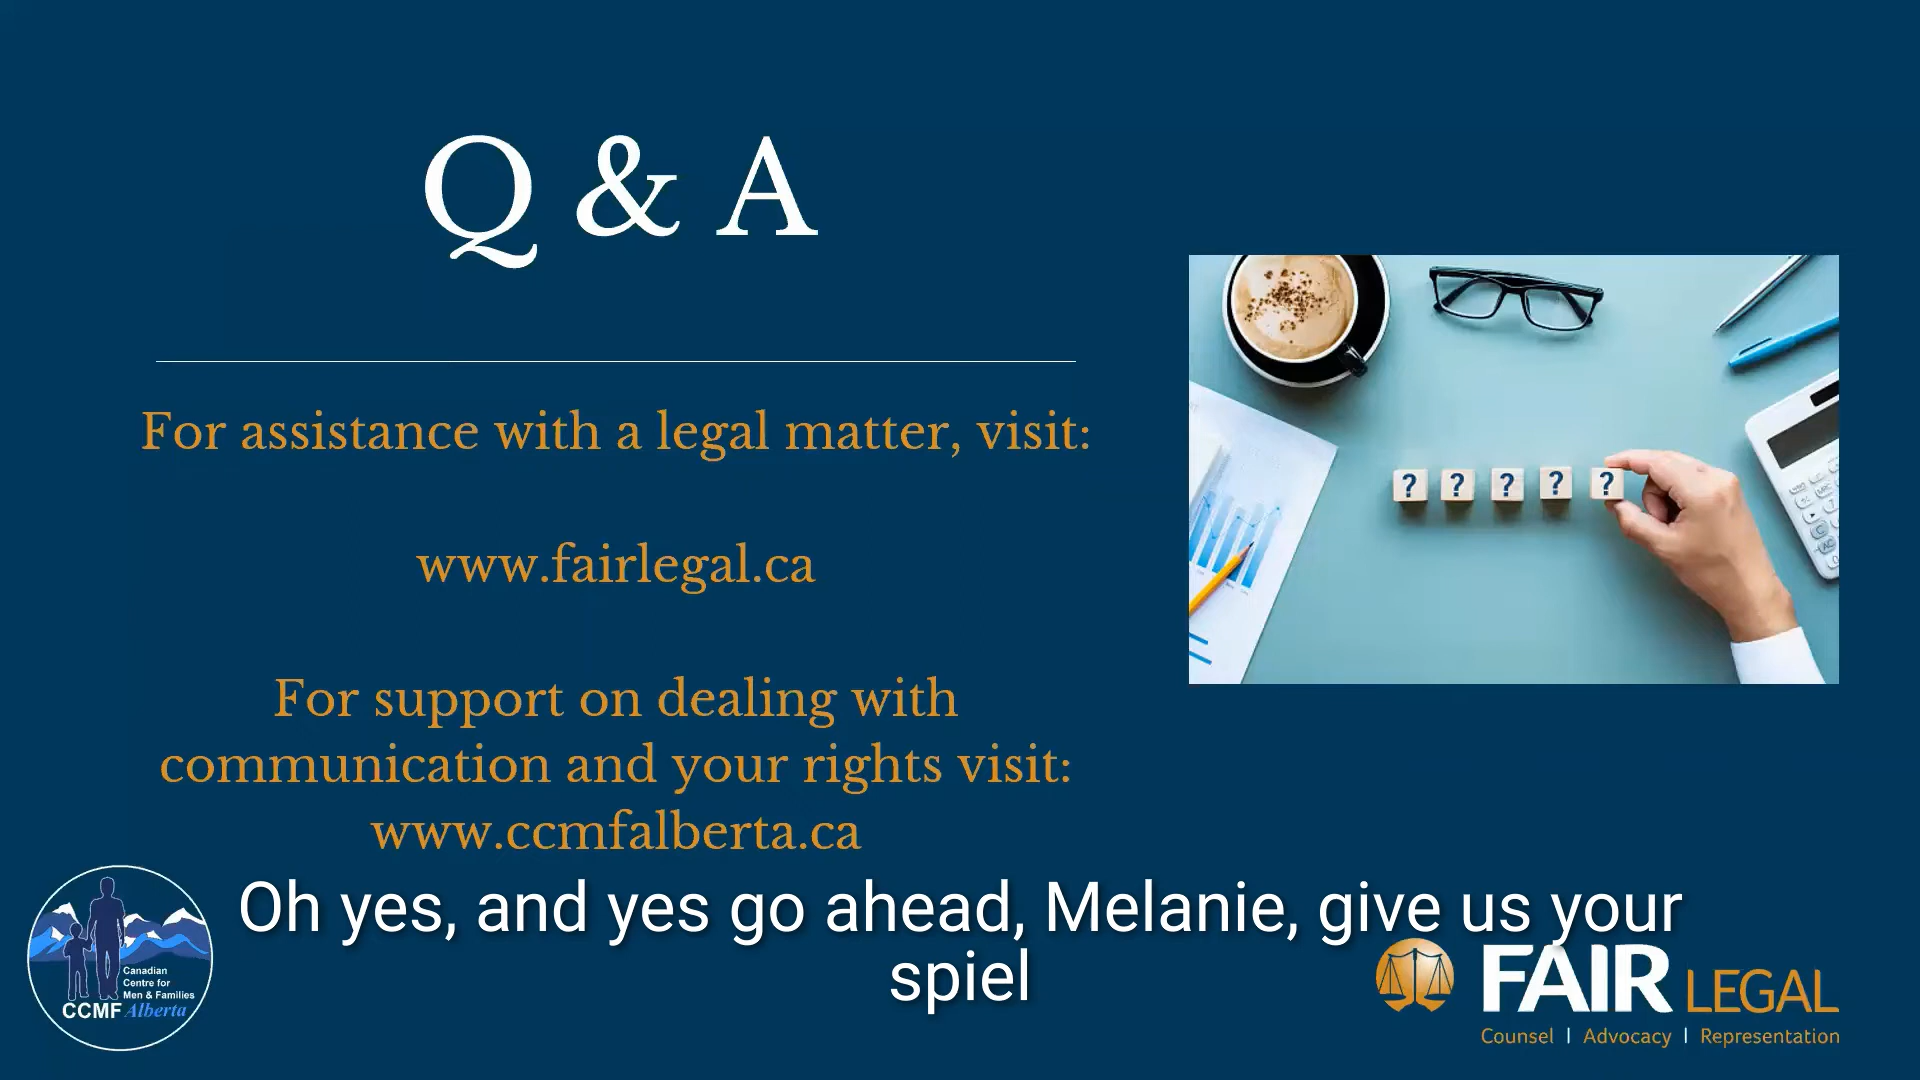 Q & A
For assistance with a legal matter, visit:
www.fairlegal.ca
For support on dealing with
communication and your rights visit:
www.ccmfalberta.ca
? ? ? ? ?
Oh yes, and yes go ahead, Melanie, give us your
spiel
Canadian
Centre for
Men & Families
CCMF Alberta
FAIR LEGAL
Counsel | Advocacy | Representation